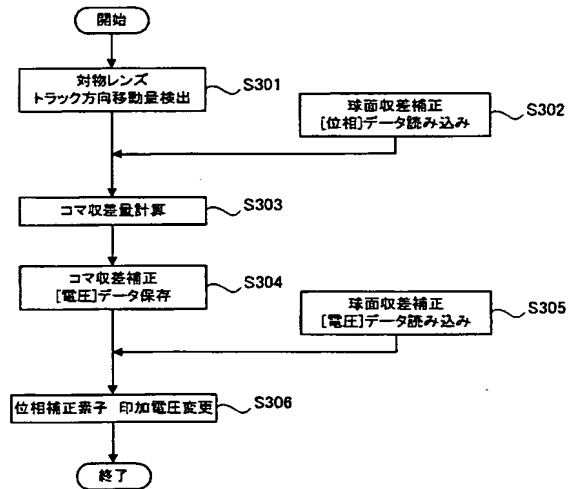 開始
対物レンズ
トラック方向移動量検出
S301
球面収差補正
[位相]データ読み込み
S302
コマ収差量計算
S303
コマ収差補正
[電圧]データ保存
S304
球面収差補正
[電圧]データ読み込み
S305
位相補正素子 印加電圧変更
S306
終了